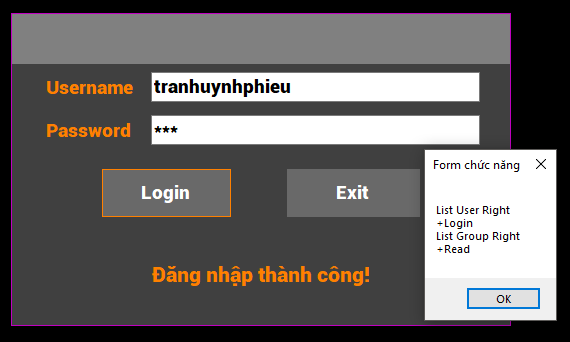 Username
tranhuynhphieu
Password
***
Login
Exit
Đăng nhập thành công!
Form chức năng
List User Right
+Login
List Group Right
+Read
OK